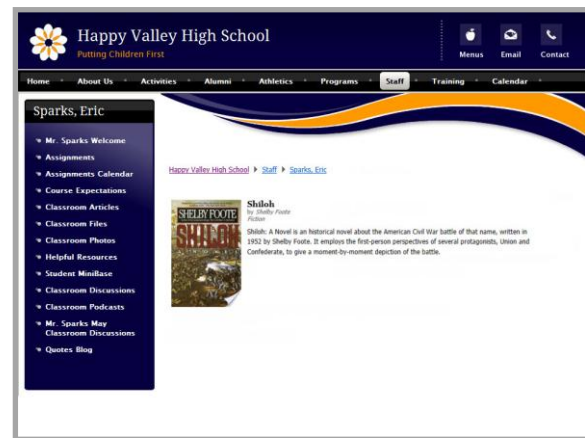 Happy Valley High School
Putting Children First
Menus Email Contact
Home About Us Activities Alumni Athletics Programs Staff Training Calendar
Sparks, Eric
Mr. Sparks Welcome
Assignments
Assignments Calendar
Course Expectations
Classroom Articles
Classroom Files
Classroom Photos
Helpful Resources
Student MiniBase
Classroom Discussions
Classroom Podcasts
Mr. Sparks May
Classroom Discussions
Quotes Blog
Happy Valley High School Staff Sparks, Eric
SHELBY FOOTE
SHILOH
Shiloh
by Shelby Foote
Fiction
Shiloh: A Novel is an historical novel about the American Civil War battle of that name, written in
1952 by Shelby Foote. It employs the first-person perspectives of several protagonists, Union and
Confederate, to give a moment-by-moment depiction of the battle.